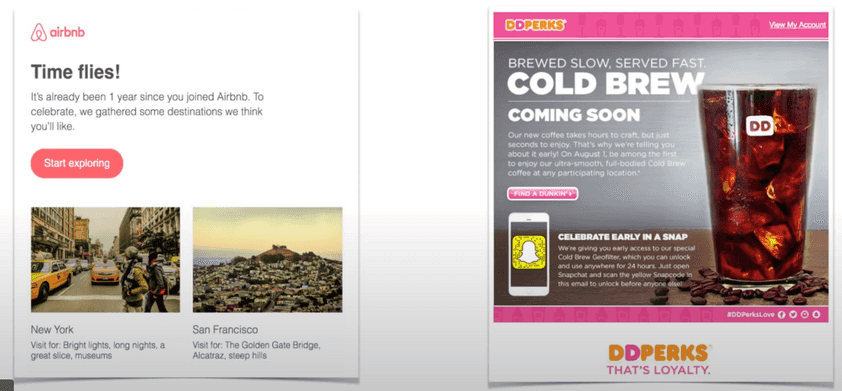 airbnb
Time flies!
It's already been 1 year since you joined Airbnb. To
celebrate, we gathered some destinations we think
you'll like.
Start exploring
New York
Visit for: Bright lights, long nights, a
great slice, museums
San Francisco
Visit for: The Golden Gate Bridge,
Alcatraz, steep hills
DDPERKS
View My Account
BREWED SLOW, SERVED FAST.
COLD BREW
COMING SOON
Our new coffee takes hours to craft, but just
seconds to enjoy. That's why we're telling you
about it early! On August 1, be among the first
to enjoy our ultra-smooth, full-bodied Cold Brew
coffee at any participating location.*
DD
FIND A DUNKIN'
CELEBRATE EARLY IN A SNAP
We're giving you early access to our special
Cold Brew Geofilter, which you can unlock
and use anywhere for 24 hours. Just open
Snapchat and scan the yellow Snapcode in
this email to unlock before anyone else!
#DDPerksLove
DDPERKS
THAT'S LOYALTY.